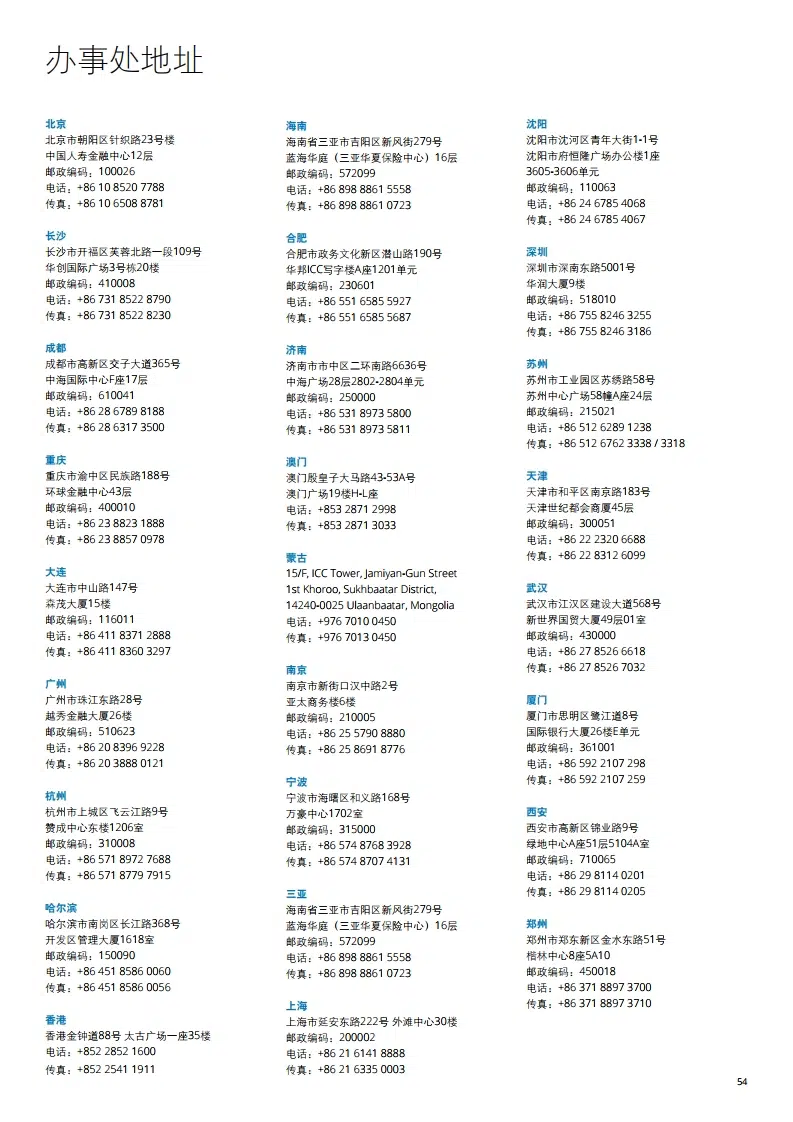 办事处地址
北京
北京市朝阳区针织路23号楼
中国人寿金融中心12层
邮政编码：100026
电话：+86 10 8520 7788
传真：+86 10 6508 8781
长沙
长沙市开福区芙蓉北路一段109号
华创国际广场3号栋20楼
邮政编码：410008
电话：+86 731 8522 8790
传真：+86 731 8522 8230
成都
成都市高新区交子大道365号
中海国际中心F座17层
邮政编码：610041
电话：+86 28 6789 8188
传真：+86 28 6317 3500
重庆
重庆市渝中区民族路188号
环球金融中心43层
邮政编码：400010
电话：+86 23 8823 1888
传真：+86 23 8857 0978
大连
大连市中山路147号
森茂大厦15楼
邮政编码：116011
电话：+86 411 8371 2888
传真：+86 411 8360 3297
广州
广州市珠江东路28号
越秀金融大厦26楼
邮政编码：510623
电话：+86 20 8396 9228
传真：+86 20 3888 0121
杭州
杭州市上城区飞云江路9号
赞成中心东楼1206室
邮政编码：310008
电话：+86 571 8972 7688
传真：+86 571 8779 7915
哈尔滨
哈尔滨市南岗区长江路368号
开发区管理大厦1618室
邮政编码：150090
电话：+86 451 8586 0060
传真：+86 451 8586 0056
香港
香港金钟道88号 太古广场一座35楼
电话：+852 2852 1600
传真：+852 2541 1911
海南
海南省三亚市吉阳区新风街279号
蓝海华庭（三亚华夏保险中心）16层
邮政编码：572099
电话：+86 898 8861 5558
传真：+86 898 8861 0723
合肥
合肥市政务文化新区潜山路190号
华邦ICC写字楼A座1201单元
邮政编码：230601
电话：+86 551 6585 5927
传真：+86 551 6585 5687
济南
济南市市中区二环南路6636号
中海广场28层2802-2804单元
邮政编码：250000
电话：+86 531 8973 5800
传真：+86 531 8973 5811
澳门
澳门殷皇子大马路43-53A号
澳门广场19楼H-L座
电话：+853 2871 2998
传真：+853 2871 3033
蒙古
15/F, ICC Tower, Jamiyan-Gun Street
1st Khoroo, Sukhbaatar District,
14240-0025 Ulaanbaatar, Mongolia
电话：+976 7010 0450
传真：+976 7013 0450
南京
南京市新街口汉中路2号
亚太商务楼6楼
邮政编码：210005
电话：+86 25 5790 8880
传真：+86 25 8691 8776
宁波
宁波市海曙区和义路168号
万豪中心1702室
邮政编码：315000
电话：+86 574 8768 3928
传真：+86 574 8707 4131
三亚
海南省三亚市吉阳区新风街279号
蓝海华庭（三亚华夏保险中心）16层
邮政编码：572099
电话：+86 898 8861 5558
传真：+86 898 8861 0723
上海
上海市延安东路222号 外滩中心30楼
邮政编码：200002
电话：+86 21 6141 8888
传真：+86 21 6335 0003
沈阳
沈阳市沈河区青年大街1-1号
沈阳市府恒隆广场办公楼1座
3605-3606单元
邮政编码：110063
电话：+86 24 6785 4068
传真：+86 24 6785 4067
深圳
深圳市深南东路5001号
华润大厦9楼
邮政编码：518010
电话：+86 755 8246 3255
传真：+86 755 8246 3186
苏州
苏州市工业园区苏绣路58号
苏州中心广场58幢A座24层
邮政编码：215021
电话：+86 512 6289 1238
传真：+86 512 6762 3338 / 3318
天津
天津市和平区南京路183号
天津世纪都会商厦45层
邮政编码：300051
电话：+86 22 2320 6688
传真：+86 22 8312 6099
武汉
武汉市江汉区建设大道568号
新世界国贸大厦49层01室
邮政编码：430000
电话：+86 27 8526 6618
传真：+86 27 8526 7032
厦门
厦门市思明区鹭江道8号
国际银行大厦26楼E单元
邮政编码：361001
电话：+86 592 2107 298
传真：+86 592 2107 259
西安
西安市高新区锦业路9号
绿地中心A座51层5104A室
邮政编码：710065
电话：+86 29 8114 0201
传真：+86 29 8114 0205
郑州
郑州市郑东新区金水东路51号
楷林中心8座5A10
邮政编码：450018
电话：+86 371 8897 3700
传真：+86 371 8897 3710
54